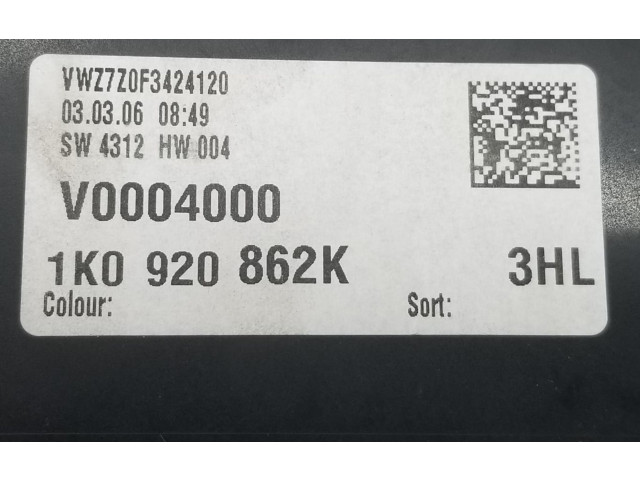 VWZ7Z0F3424120
03.03.06 08:49
SW 4312 HW 004
V0004000
1K0 920 862K 3HL
Colour: Sort: